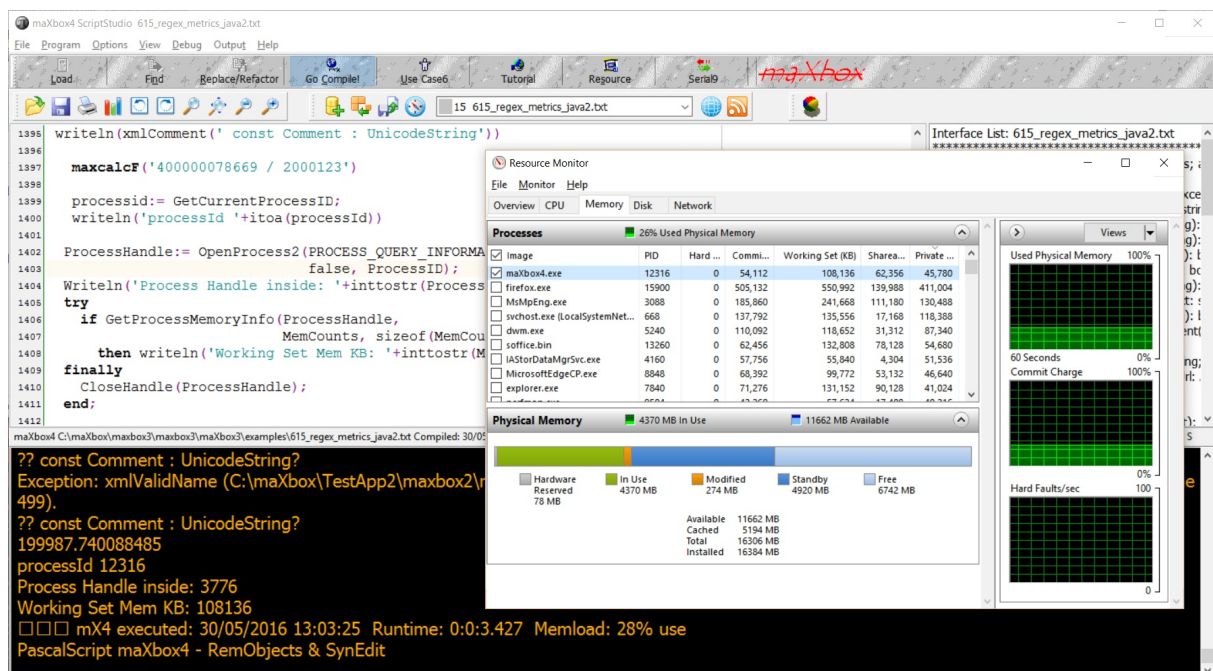 maXbox4 ScriptStudio 615_regex_metrics_java2.txt
File Program Options View Debug Output Help
Load Find Replace/Refactor Go Compile! Use Case6 Tutorial Resource Serial9 maXbox
15 615_regex_metrics_java2.txt
1395 writeln(xmlComment(' const Comment : UnicodeString'))
1396
1397 maxcalcF('400000078669 / 2000123')
1398
1399 processid:= GetCurrentProcessID;
1400 writeln('processId '+itoa(processId))
1401
1402 ProcessHandle:= OpenProcess2(PROCESS_QUERY_INFORMA
1403 false, ProcessID);
1404 Writeln('Process Handle inside: '+inttostr(Process
1405 try
1406 if GetProcessMemoryInfo(ProcessHandle,
1407 MemCounts, sizeof(MemCou
1408 then writeln('Working Set Mem KB: '+inttostr(M
1409 finally
1410 CloseHandle(ProcessHandle);
1411 end;
1412
Interface List: 615_regex_metrics_java2.txt
Resource Monitor
File Monitor Help
Overview CPU Memory Disk Network
Processes 26% Used Physical Memory
Image PID Hard ... Commi... Working Set (KB) Sharea... Private ...
maXbox4.exe 12316 0 54,112 108,136 62,356 45,780
firefox.exe 15900 0 505,132 550,992 139,988 411,004
MsMpEng.exe 3088 0 185,860 241,668 111,180 130,488
svchost.exe (LocalSystemNet... 668 0 137,792 135,556 17,168 118,388
dwm.exe 5240 0 110,092 118,652 31,312 87,340
soffice.bin 13260 0 62,456 132,808 78,128 54,680
IAStorDataMgrSvc.exe 4160 0 57,756 55,840 4,304 51,536
MicrosoftEdgeCP.exe 8848 0 68,392 99,772 53,132 46,640
explorer.exe 7840 0 71,276 131,152 90,128 41,024
Physical Memory 4370 MB In Use 11662 MB Available
Hardware Reserved 78 MB
In Use 4370 MB
Modified 274 MB
Standby 4920 MB
Free 6742 MB
Available 11662 MB
Cached 5194 MB
Total 16306 MB
Installed 16384 MB
Views
Used Physical Memory 100%
60 Seconds 0%
Commit Charge 100%
0%
Hard Faults/sec 100
0
maXbox4 C:\maXbox\maxbox3\maxbox3\maXbox3\examples\615_regex_metrics_java2.txt Compiled: 30/05
?? const Comment : UnicodeString?
Exception: xmlValidName (C:\maXbox\TestApp2\maxbox2\
499).
?? const Comment : UnicodeString?
199987.740088485
processId 12316
Process Handle inside: 3776
Working Set Mem KB: 108136
mX4 executed: 30/05/2016 13:03:25 Runtime: 0:0:3.427 Memload: 28% use
PascalScript maXbox4 - RemObjects & SynEdit